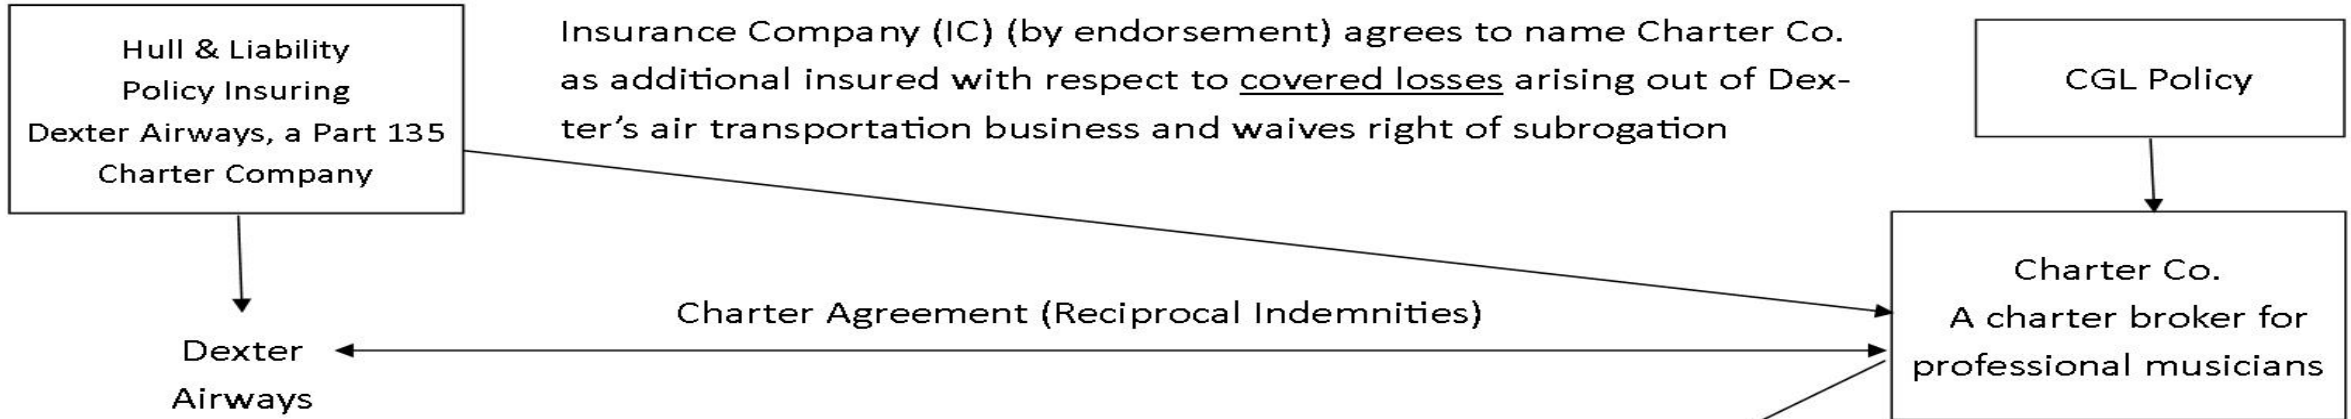 Hull & Liability
Policy Insuring
Dexter Airways, a Part 135
Charter Company
Insurance Company (IC) (by endorsement) agrees to name Charter Co.
as additional insured with respect to covered losses arising out of Dex-
ter’s air transportation business and waives right of subrogation
CGL Policy
Charter Agreement (Reciprocal Indemnities)
Dexter
Airways
Charter Co.
A charter broker for
professional musicians